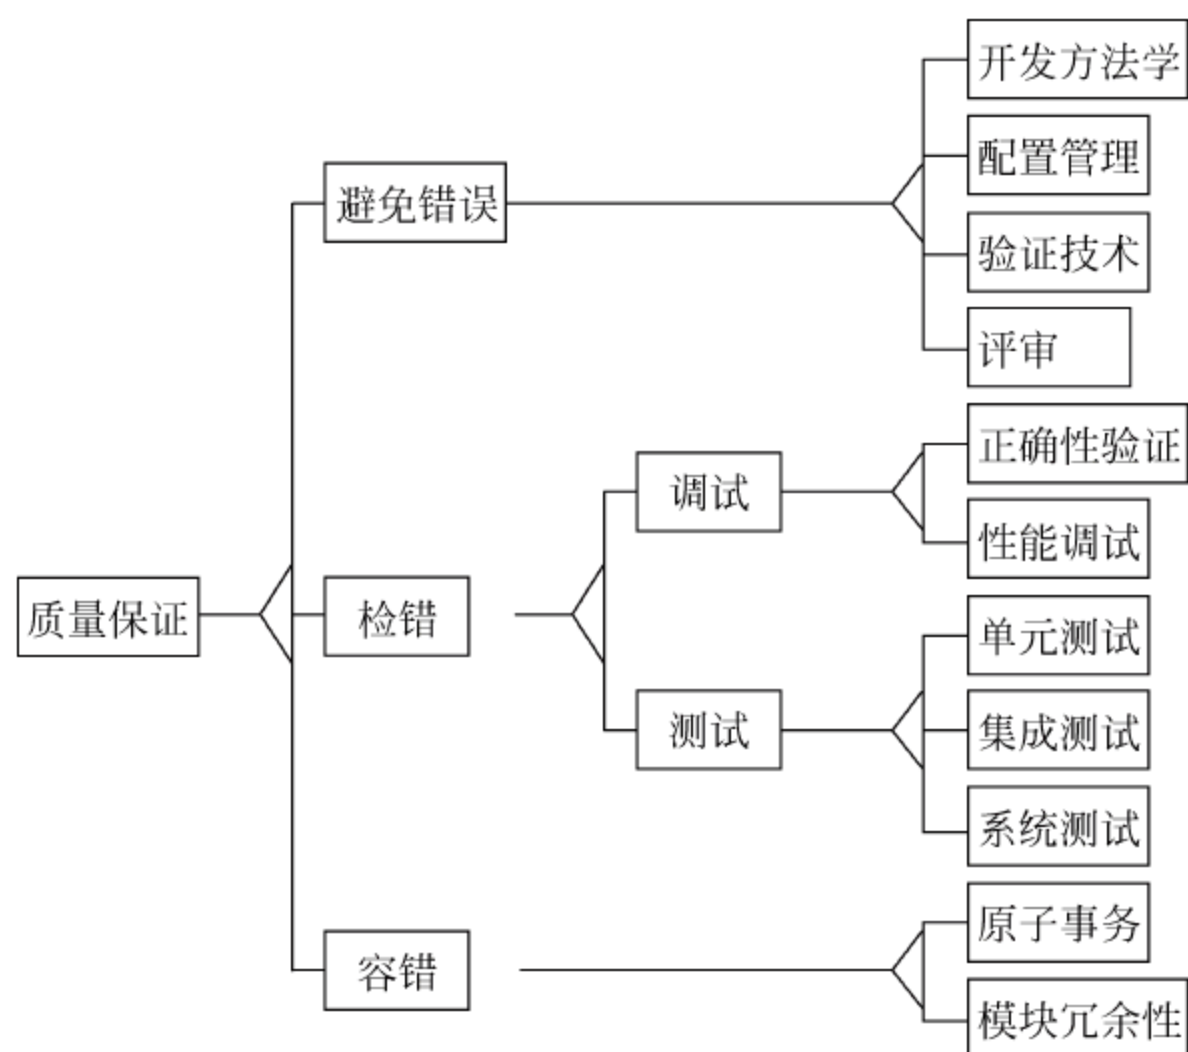 开发方法学
配置管理
避免错误
验证技术
评审
正确性验证
调试
性能调试
质量保证
检错
单元测试
测试
集成测试
系统测试
原子事务
容错
模块冗余性